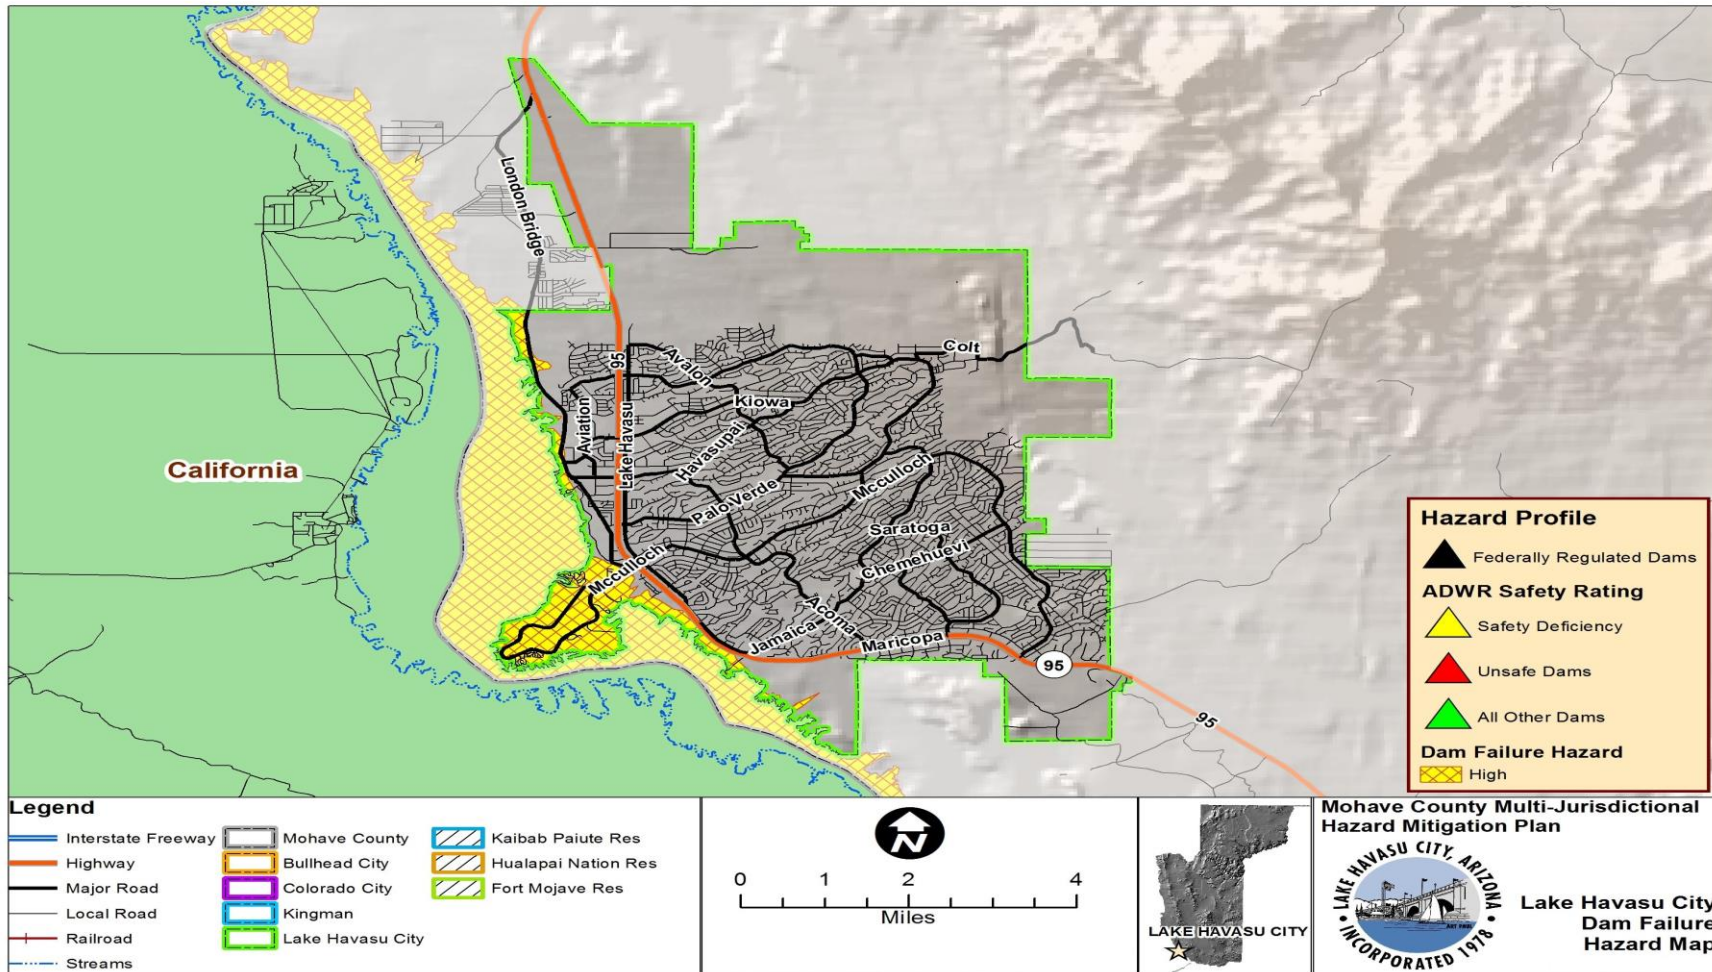 London Bridge
95
Lake Havasu
Avalon
Colt
Kiowa
Aviation
Havasupai
Mcculloch
Palo Verde
Saratoga
Chemehuevi
Mcculloch
Acoma
Jamaica
Maricopa
95
95
California
Hazard Profile
Federally Regulated Dams
ADWR Safety Rating
Safety Deficiency
Unsafe Dams
All Other Dams
Dam Failure Hazard
High
Legend
Interstate Freeway
Highway
Major Road
Local Road
Railroad
Streams
Mohave County
Bullhead City
Colorado City
Kingman
Lake Havasu City
Kaibab Paiute Res
Hualapai Nation Res
Fort Mojave Res
N
0 1 2 4
Miles
LAKE HAVASU CITY
Mohave County Multi-Jurisdictional
Hazard Mitigation Plan
LAKE HAVASU CITY, ARIZONA
INCORPORATED 1978
Lake Havasu City
Dam Failure
Hazard Map